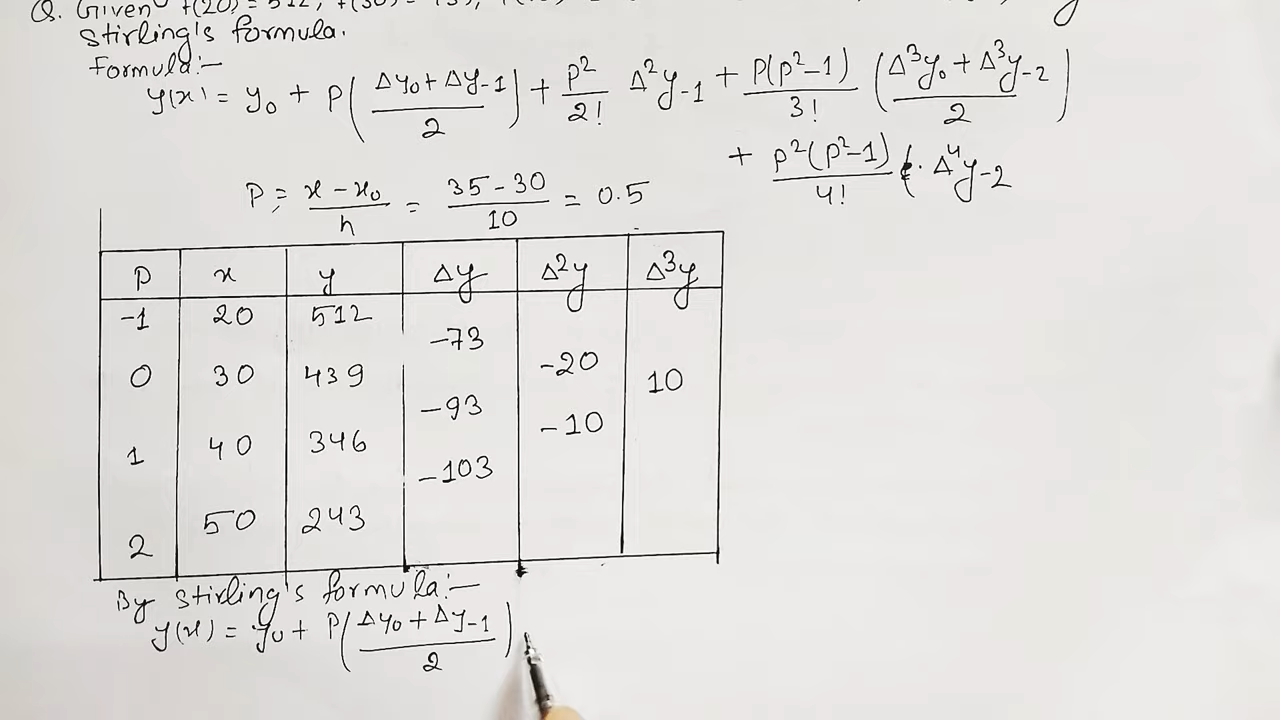 Q. Given f(20) = 512, f(30) =
Stirling's formula.
Formula:-
y(x) = y₀ + P((Δy₀ + Δy-1)/2) + P²/2! Δ²y-1 + P(P²-1)/3! ((Δ³y₀ + Δ³y-2)/2)
+ P²(P²-1)/4! . Δ⁴y-2
P = (x - x₀)/h = (35 - 30)/10 = 0.5
P x y Δy Δ²y Δ³y
-1 20 512
-73
-20
0 30 439
10
-93
-10
1 40 346
-103
50 243
2
By Stirling's formula:-
y(x) = y₀ + P((Δy₀ + Δy-1)/2)